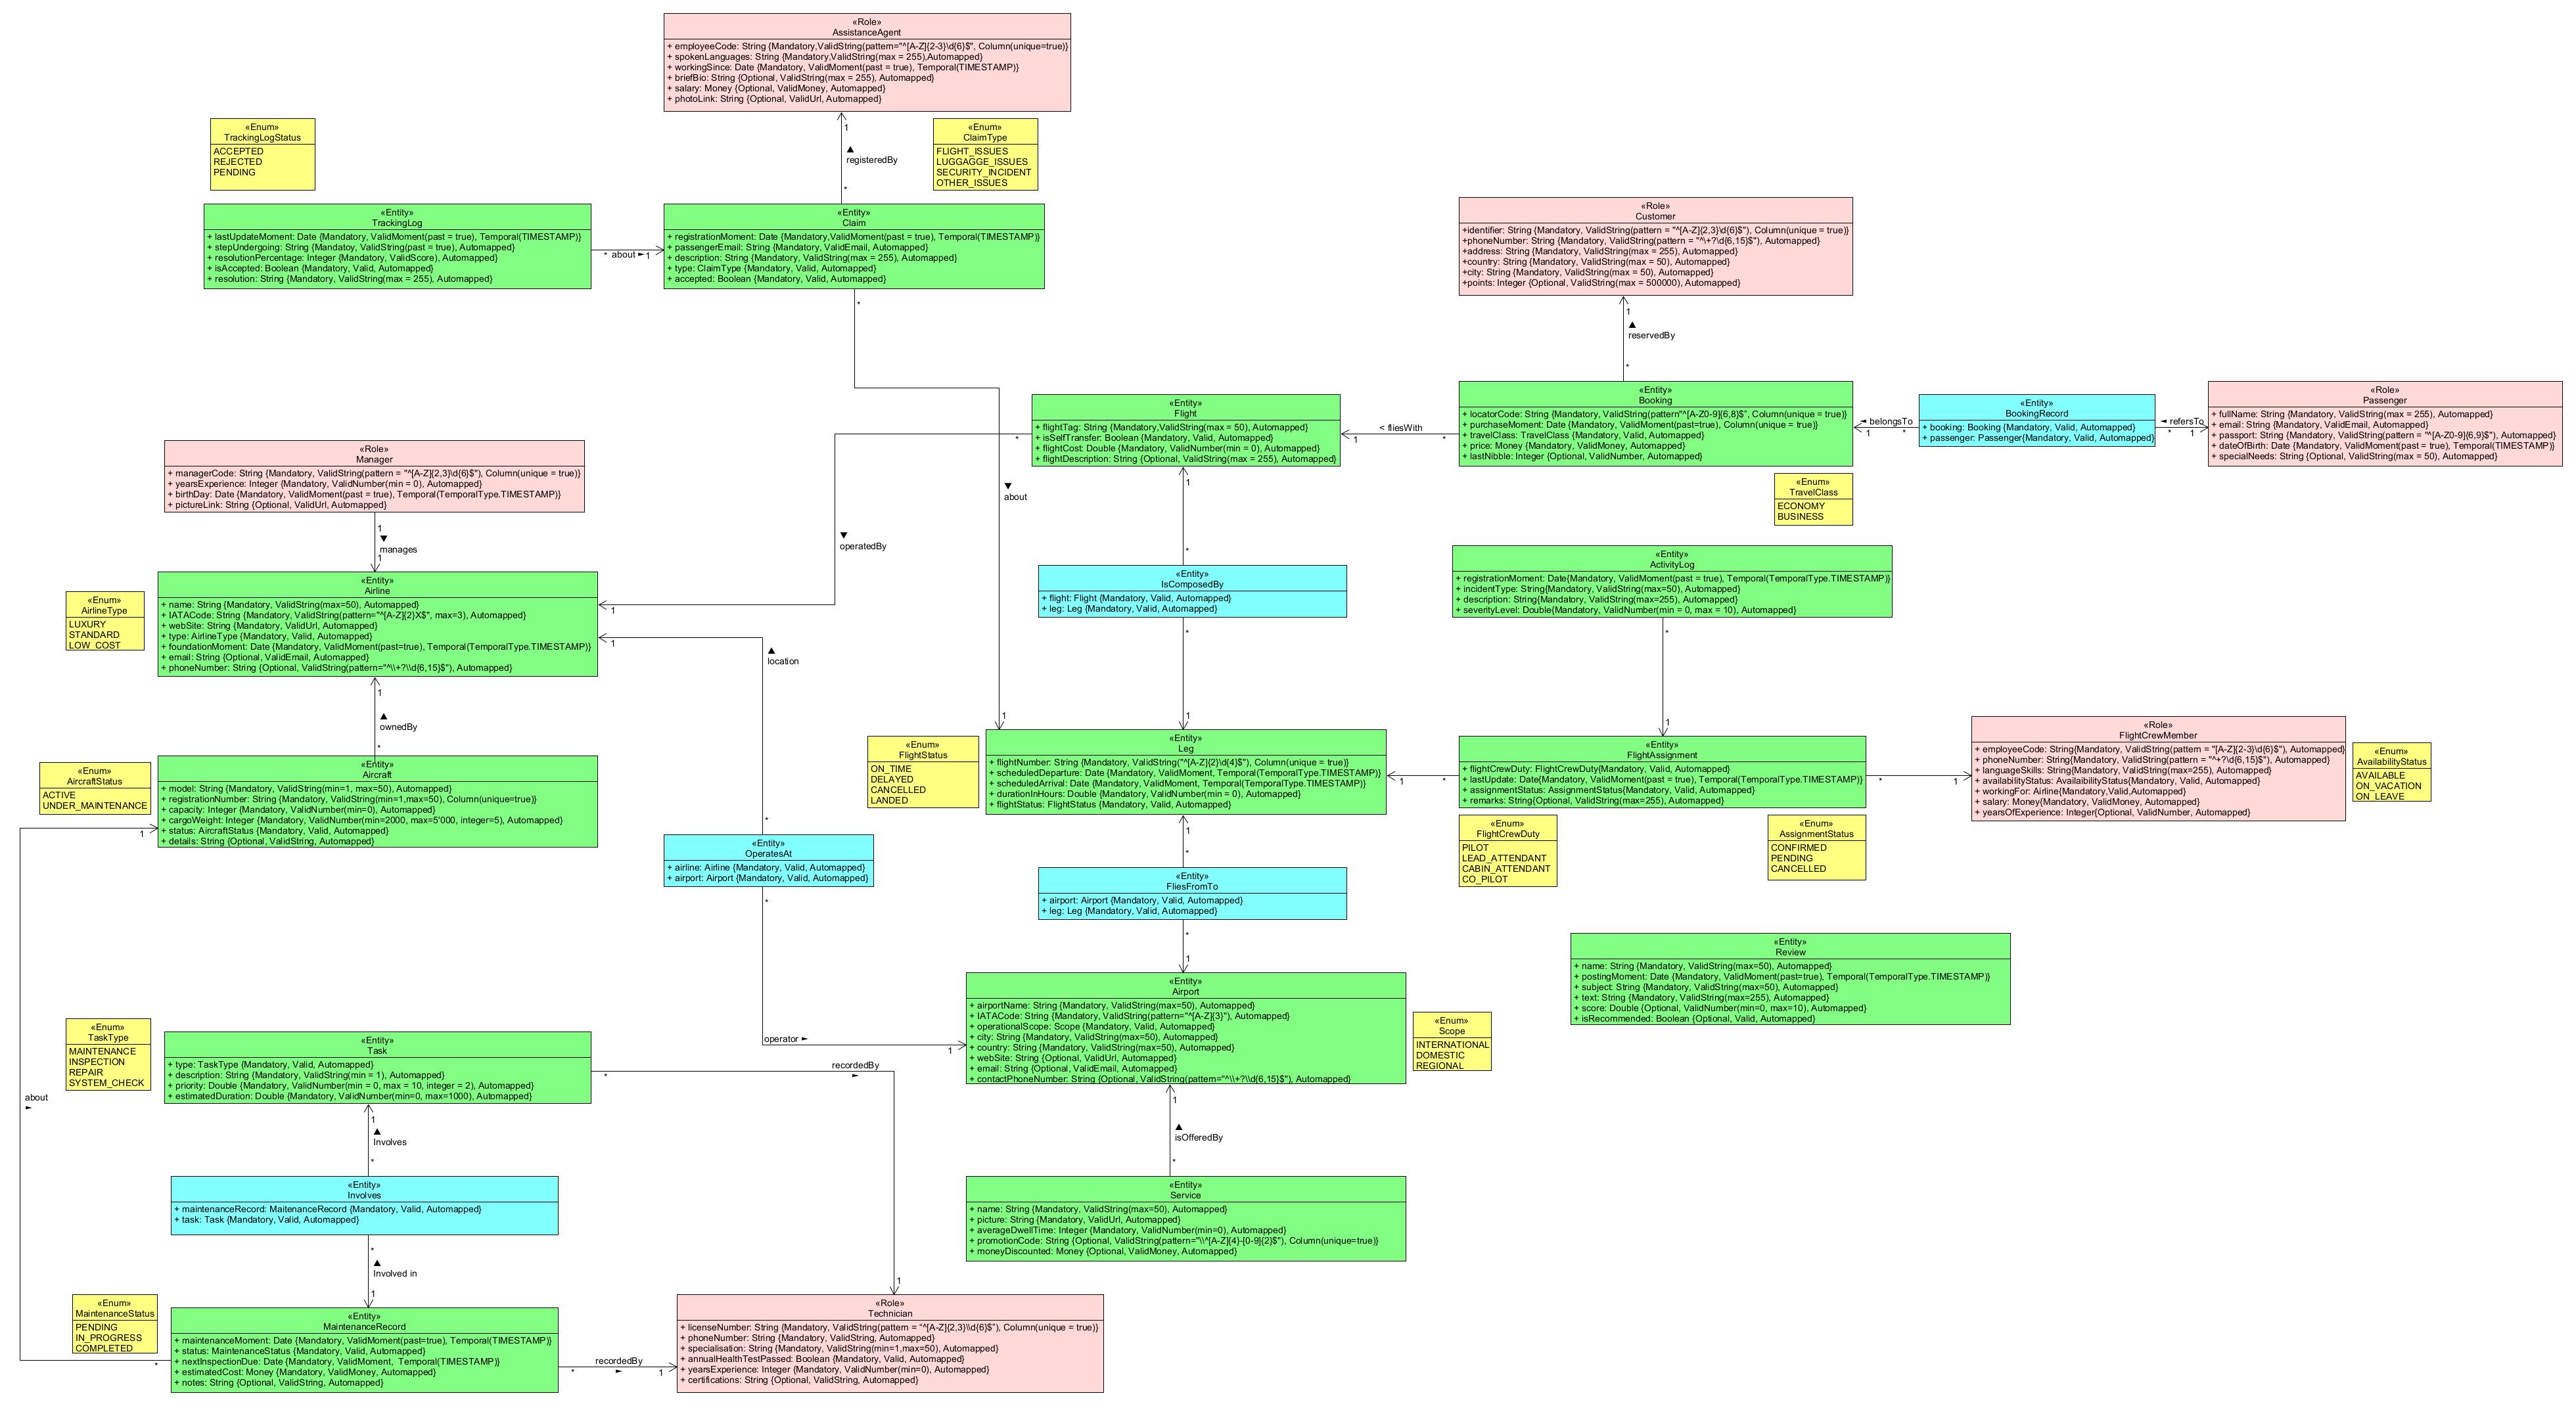 «Role»
AssistanceAgent
+ employeeCode: String {Mandatory,ValidString(pattern="^[A-Z]{2-3}\d{6}$", Column(unique=true)}
+ spokenLanguages: String {Mandatory,ValidString(max = 255),Automapped}
+ workingSince: Date {Mandatory, ValidMoment(past = true), Temporal(TIMESTAMP)}
+ briefBio: String {Optional, ValidString(max = 255), Automapped}
+ salary: Money {Optional, ValidMoney, Automapped}
+ photoLink: String {Optional, ValidUrl, Automapped}
«Enum»
TrackingLogStatus
ACCEPTED
REJECTED
PENDING
1
registeredBy
*
«Enum»
ClaimType
FLIGHT_ISSUES
LUGGAGGE_ISSUES
SECURITY_INCIDENT
OTHER_ISSUES
«Entity»
TrackingLog
+ lastUpdateMoment: Date {Mandatory, ValidMoment(past = true), Temporal(TIMESTAMP)}
+ stepUndergoing: String {Mandatoy, ValidString(past = true), Automapped}
+ resolutionPercentage: Integer {Mandatory, ValidScore), Automapped}
+ isAccepted: Boolean {Mandatory, Valid, Automapped}
+ resolution: String {Mandatory, ValidString(max = 255), Automapped}
* about ► 1
«Entity»
Claim
+ registrationMoment: Date {Mandatory,ValidMoment(past = true), Temporal(TIMESTAMP)}
+ passengerEmail: String {Mandatory, ValidEmail, Automapped}
+ description: String {Mandatory, ValidString(max = 255), Automapped}
+ type: ClaimType {Mandatory, Valid, Automapped}
+ accepted: Boolean {Mandatory, Valid, Automapped}
*
▼
about
1
«Role»
Customer
+identifier: String {Mandatory, ValidString(pattern = "^[A-Z]{2,3}\d{6}$"), Column(unique = true)}
+phoneNumber: String {Mandatory, ValidString(pattern = "^\+?\d{6,15}$"), Automapped}
+address: String {Mandatory, ValidString(max = 255), Automapped}
+country: String {Mandatory, ValidString(max = 50), Automapped}
+city: String {Mandatory, ValidString(max = 50), Automapped}
+points: Integer {Optional, ValidString(max = 500000), Automapped}
1
▲
reservedBy
*
«Entity»
Flight
+ flightTag: String {Mandatory,ValidString(max = 50), Automapped}
+ isSelfTransfer: Boolean {Mandatory, Valid, Automapped}
+ flightCost: Double {Mandatory, ValidNumber(min = 0), Automapped}
+ flightDescription: String {Optional, ValidString(max = 255), Automapped}
< fliesWith
1 *
«Entity»
Booking
+ locatorCode: String {Mandatory, ValidString(pattern"^[A-Z0-9]{6,8}$", Column(unique = true)}
+ purchaseMoment: Date {Mandatory, ValidMoment(past=true), Column(unique = true)}
+ travelClass: TravelClass {Mandatory, Valid, Automapped}
+ price: Money {Mandatory, ValidMoney, Automapped}
+ lastNibble: Integer {Optional, ValidNumber, Automapped}
◄ belongsTo
1 *
«Entity»
BookingRecord
+ booking: Booking {Mandatory, Valid, Automapped}
+ passenger: Passenger{Mandatory, Valid, Automapped}
◄ refersTo
* 1
«Role»
Passenger
+ fullName: String {Mandatory, ValidString(max = 255), Automapped}
+ email: String {Mandatory, ValidEmail, Automapped}
+ passport: String {Mandatory, ValidString(pattern = "^[A-Z0-9]{6,9}$"), Automapped}
+ dateOfBirth: Date {Mandatory, ValidMoment(past = true), Temporal(TIMESTAMP)}
+ specialNeeds: String {Optional, ValidString(max = 50), Automapped}
«Enum»
TravelClass
ECONOMY
BUSINESS
«Role»
Manager
+ managerCode: String {Mandatory, ValidString(pattern = "^[A-Z]{2,3}\d{6}$"), Column(unique = true)}
+ yearsExperience: Integer {Mandatory, ValidNumber(min = 0), Automapped}
+ birthDay: Date {Mandatory, ValidMoment(past = true), Temporal(TemporalType.TIMESTAMP)}
+ pictureLink: String {Optional, ValidUrl, Automapped}
1
▼
manages
1
*
▼
operatedBy
1
1
*
«Entity»
IsComposedBy
+ flight: Flight {Mandatory, Valid, Automapped}
+ leg: Leg {Mandatory, Valid, Automapped}
*
1
«Entity»
ActivityLog
+ registrationMoment: Date{Mandatory, ValidMoment(past = true), Temporal(TemporalType.TIMESTAMP)}
+ incidentType: String{Mandatory, ValidString(max=50), Automapped}
+ description: String{Mandatory, ValidString(max=255), Automapped}
+ severityLevel: Double{Mandatory, ValidNumber(min = 0, max = 10), Automapped}
*
1
«Enum»
AirlineType
LUXURY
STANDARD
LOW_COST
«Entity»
Airline
+ name: String {Mandatory, ValidString(max=50), Automapped}
+ IATACode: String {Mandatory, ValidString(pattern="^[A-Z]{2}X$", max=3), Automapped}
+ webSite: String {Mandatory, ValidUrl, Automapped}
+ type: AirlineType {Mandatory, Valid, Automapped}
+ foundationMoment: Date {Mandatory, ValidMoment(past=true), Temporal(TemporalType.TIMESTAMP)}
+ email: String {Optional, ValidEmail, Automapped}
+ phoneNumber: String {Optional, ValidString(pattern="^\\+?\\d{6,15}$"), Automapped}
1
▲
location
*
1
▲
ownedBy
*
«Enum»
AircraftStatus
ACTIVE
UNDER_MAINTENANCE
«Entity»
Aircraft
+ model: String {Mandatory, ValidString(min=1, max=50), Automapped}
+ registrationNumber: String {Mandatory, ValidString(min=1,max=50), Column(unique=true)}
+ capacity: Integer {Mandatory, ValidNumber(min=0), Automapped}
+ cargoWeight: Integer {Mandatory, ValidNumber(min=2000, max=5'000, integer=5), Automapped}
+ status: AircraftStatus {Mandatory, Valid, Automapped}
+ details: String {Optional, ValidString, Automapped}
1
«Enum»
FlightStatus
ON_TIME
DELAYED
CANCELLED
LANDED
«Entity»
Leg
+ flightNumber: String {Mandatory, ValidString("^[A-Z]{2}\d{4}$"), Column(unique = true)}
+ scheduledDeparture: Date {Mandatory, ValidMoment, Temporal(TemporalType.TIMESTAMP)}
+ scheduledArrival: Date {Mandatory, ValidMoment, Temporal(TemporalType.TIMESTAMP)}
+ durationInHours: Double {Mandatory, ValidNumber(min = 0), Automapped}
+ flightStatus: FlightStatus {Mandatory, Valid, Automapped}
1 *
«Entity»
FlightAssignment
+ flightCrewDuty: FlightCrewDuty{Mandatory, Valid, Automapped}
+ lastUpdate: Date{Mandatory, ValidMoment(past = true), Temporal(TemporalType.TIMESTAMP)}
+ assignmentStatus: AssignmentStatus{Mandatory, Valid, Automapped}
+ remarks: String{Optional, ValidString(max=255), Automapped}
* 1
«Role»
FlightCrewMember
+ employeeCode: String{Mandatory, ValidString(pattern = "[A-Z]{2-3}\d{6}$"), Automapped}
+ phoneNumber: String{Mandatory, ValidString(pattern = "^+?\d{6,15}$"), Automapped}
+ languageSkills: String{Mandatory, ValidString(max=255), Automapped}
+ availabilityStatus: AvailaibilityStatus{Mandatory, Valid, Automapped}
+ workingFor: Airline{Mandatory,Valid,Automapped}
+ salary: Money{Mandatory, ValidMoney, Automapped}
+ yearsOfExperience: Integer{Optional, ValidNumber, Automapped}
«Enum»
AvailabilityStatus
AVAILABLE
ON_VACATION
ON_LEAVE
«Enum»
FlightCrewDuty
PILOT
LEAD_ATTENDANT
CABIN_ATTENDANT
CO_PILOT
«Enum»
AssignmentStatus
CONFIRMED
PENDING
CANCELLED
«Entity»
OperatesAt
+ airline: Airline {Mandatory, Valid, Automapped}
+ airport: Airport {Mandatory, Valid, Automapped}
*
operator ►
1
1
*
«Entity»
FliesFromTo
+ airport: Airport {Mandatory, Valid, Automapped}
+ leg: Leg {Mandatory, Valid, Automapped}
*
1
«Entity»
Review
+ name: String {Mandatory, ValidString(max=50), Automapped}
+ postingMoment: Date {Mandatory, ValidMoment(past=true), Temporal(TemporalType.TIMESTAMP)}
+ subject: String {Mandatory, ValidString(max=50), Automapped}
+ text: String {Mandatory, ValidString(max=255), Automapped}
+ score: Double {Optional, ValidNumber(min=0, max=10), Automapped}
+ isRecommended: Boolean {Optional, Valid, Automapped}
«Entity»
Airport
+ airportName: String {Mandatory, ValidString(max=50), Automapped}
+ IATACode: String {Mandatory, ValidString(pattern="^[A-Z]{3}"), Automapped}
+ operationalScope: Scope {Mandatory, Valid, Automapped}
+ city: String {Mandatory, ValidString(max=50), Automapped}
+ country: String {Mandatory, ValidString(max=50), Automapped}
+ webSite: String {Optional, ValidUrl, Automapped}
+ email: String {Optional, ValidEmail, Automapped}
+ contactPhoneNumber: String {Optional, ValidString(pattern="^\\+?\\d{6,15}$"), Automapped}
«Enum»
Scope
INTERNATIONAL
DOMESTIC
REGIONAL
«Enum»
TaskType
MAINTENANCE
INSPECTION
REPAIR
SYSTEM_CHECK
«Entity»
Task
+ type: TaskType {Mandatory, Valid, Automapped}
+ description: String {Mandatory, ValidString(min = 1), Automapped}
+ priority: Double {Mandatory, ValidNumber(min = 0, max = 10, integer = 2), Automapped}
+ estimatedDuration: Double {Mandatory, ValidNumber(min=0, max=1000), Automapped}
*
recordedBy
►
1
about
►
1
▲
Involves
*
1
▲
isOfferedBy
*
«Entity»
Involves
+ maintenanceRecord: MaitenanceRecord {Mandatory, Valid, Automapped}
+ task: Task {Mandatory, Valid, Automapped}
*
▲
Involved in
1
«Entity»
Service
+ name: String {Mandatory, ValidString(max=50), Automapped}
+ picture: String {Mandatory, ValidUrl, Automapped}
+ averageDwellTime: Integer {Mandatory, ValidNumber(min=0), Automapped}
+ promotionCode: String {Optional, ValidString(pattern="\\^[A-Z]{4}-[0-9]{2}$"), Column(unique=true)}
+ moneyDiscounted: Money {Optional, ValidMoney, Automapped}
«Enum»
MaintenanceStatus
PENDING
IN_PROGRESS
COMPLETED
*
«Entity»
MaintenanceRecord
+ maintenanceMoment: Date {Mandatory, ValidMoment(past=true), Temporal(TIMESTAMP)}
+ status: MaintenanceStatus {Mandatory, Valid, Automapped}
+ nextInspectionDue: Date {Mandatory, ValidMoment, Temporal(TIMESTAMP)}
+ estimatedCost: Money {Mandatory, ValidMoney, Automapped}
+ notes: String {Optional, ValidString, Automapped}
recordedBy
* ► 1
«Role»
Technician
+ licenseNumber: String {Mandatory, ValidString(pattern = "^[A-Z]{2,3}\\d{6}$"), Column(unique = true)}
+ phoneNumber: String {Mandatory, ValidString, Automapped}
+ specialisation: String {Mandatory, ValidString(min=1,max=50), Automapped}
+ annualHealthTestPassed: Boolean {Mandatory, Valid, Automapped}
+ yearsExperience: Integer {Mandatory, ValidNumber(min=0), Automapped}
+ certifications: String {Optional, ValidString, Automapped}